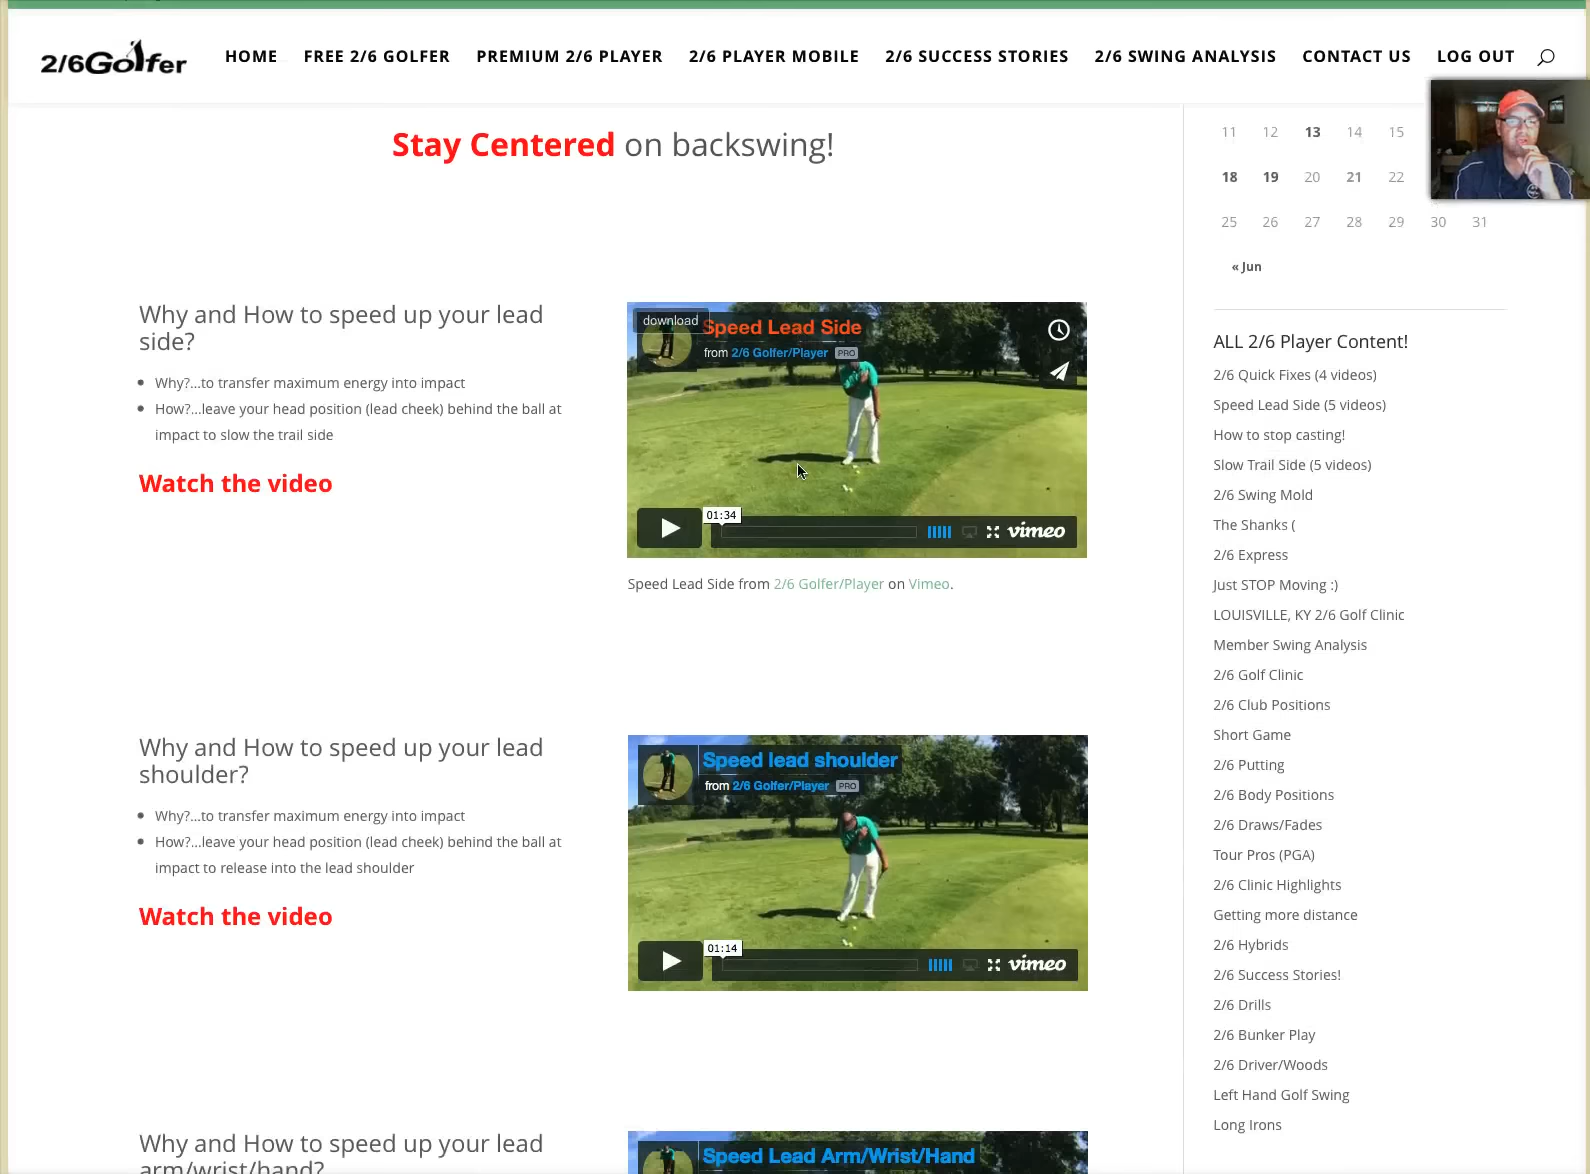 2/6Golfer
HOME
FREE 2/6 GOLFER
PREMIUM 2/6 PLAYER
2/6 PLAYER MOBILE
2/6 SUCCESS STORIES
2/6 SWING ANALYSIS
CONTACT US
LOG OUT
Stay Centered on backswing!
Why and How to speed up your lead
side?
Why?...to transfer maximum energy into impact
How?...leave your head position (lead cheek) behind the ball at
impact to slow the trail side
Watch the video
download
Speed Lead Side
from 2/6 Golfer/Player PRO
01:34
vimeo
Speed Lead Side from 2/6 Golfer/Player on Vimeo.
Why and How to speed up your lead
shoulder?
Why?...to transfer maximum energy into impact
How?...leave your head position (lead cheek) behind the ball at
impact to release into the lead shoulder
Watch the video
Speed lead shoulder
from 2/6 Golfer/Player PRO
01:14
vimeo
Why and How to speed up your lead
arm/wrist/hand?
Speed Lead Arm/Wrist/Hand
11 12 13 14 15
18 19 20 21 22
25 26 27 28 29 30 31
« Jun
ALL 2/6 Player Content!
2/6 Quick Fixes (4 videos)
Speed Lead Side (5 videos)
How to stop casting!
Slow Trail Side (5 videos)
2/6 Swing Mold
The Shanks (
2/6 Express
Just STOP Moving :)
LOUISVILLE, KY 2/6 Golf Clinic
Member Swing Analysis
2/6 Golf Clinic
2/6 Club Positions
Short Game
2/6 Putting
2/6 Body Positions
2/6 Draws/Fades
Tour Pros (PGA)
2/6 Clinic Highlights
Getting more distance
2/6 Hybrids
2/6 Success Stories!
2/6 Drills
2/6 Bunker Play
2/6 Driver/Woods
Left Hand Golf Swing
Long Irons